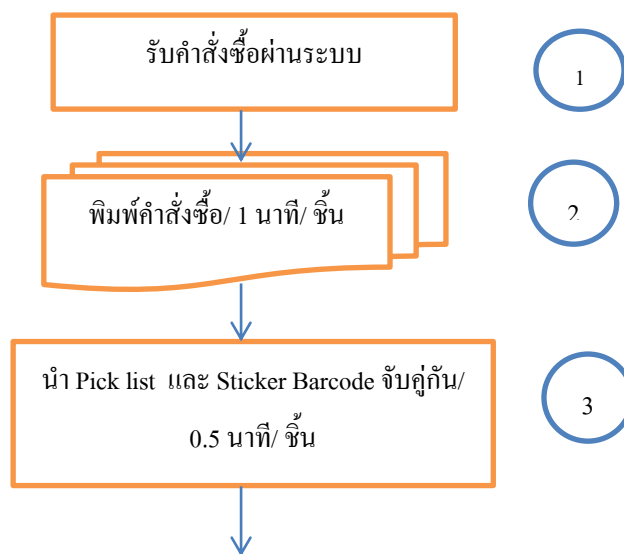 รับคำสั่งซื้อผ่านระบบ
1
พิมพ์คำสั่งซื้อ/ 1 นาที/ ชิ้น
2
นำ Pick list และ Sticker Barcode จับคู่กัน/
0.5 นาที/ ชิ้น
3